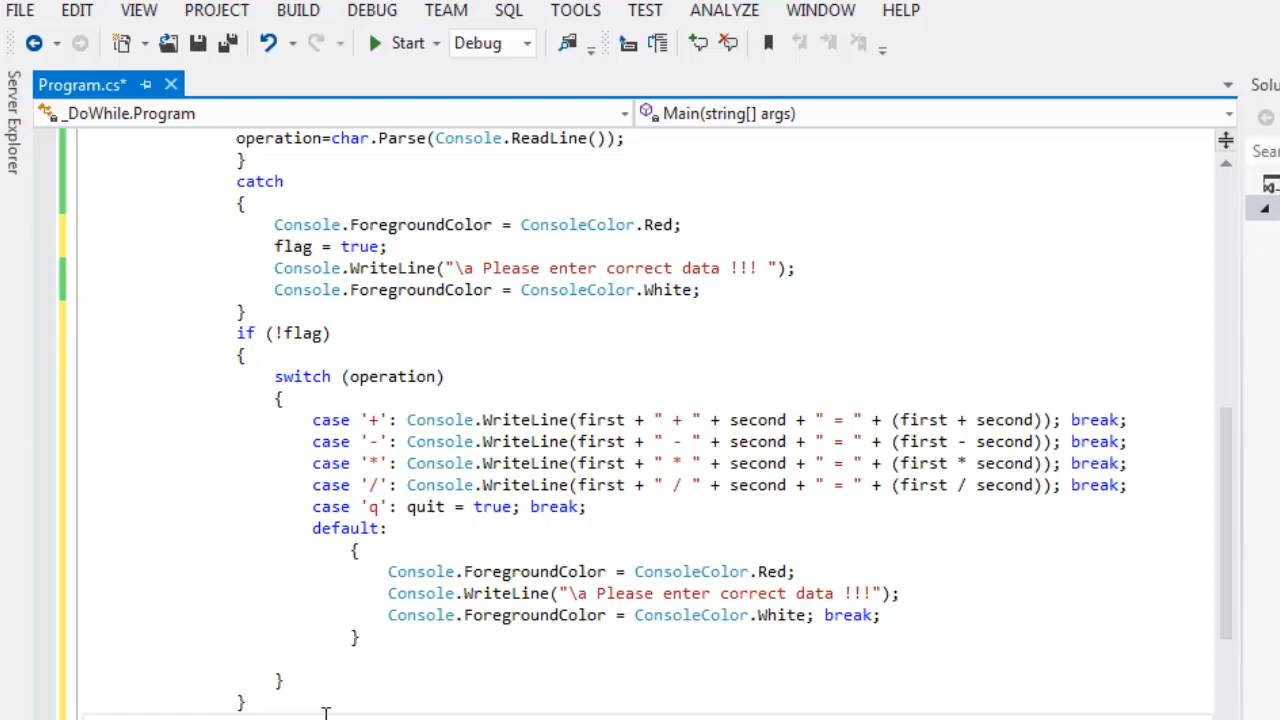 FILE EDIT VIEW PROJECT BUILD DEBUG TEAM SQL TOOLS TEST ANALYZE WINDOW HELP
Start Debug
Server Explorer
Program.cs*
Solu
_DoWhile.Program Main(string[] args)
Sear
operation=char.Parse(Console.ReadLine());
}
catch
{
Console.ForegroundColor = ConsoleColor.Red;
flag = true;
Console.WriteLine("\a Please enter correct data !!! ");
Console.ForegroundColor = ConsoleColor.White;
}
if (!flag)
{
switch (operation)
{
case '+': Console.WriteLine(first + " + " + second + " = " + (first + second)); break;
case '-': Console.WriteLine(first + " - " + second + " = " + (first - second)); break;
case '*': Console.WriteLine(first + " * " + second + " = " + (first * second)); break;
case '/': Console.WriteLine(first + " / " + second + " = " + (first / second)); break;
case 'q': quit = true; break;
default:
{
Console.ForegroundColor = ConsoleColor.Red;
Console.WriteLine("\a Please enter correct data !!!");
Console.ForegroundColor = ConsoleColor.White; break;
}
}
}